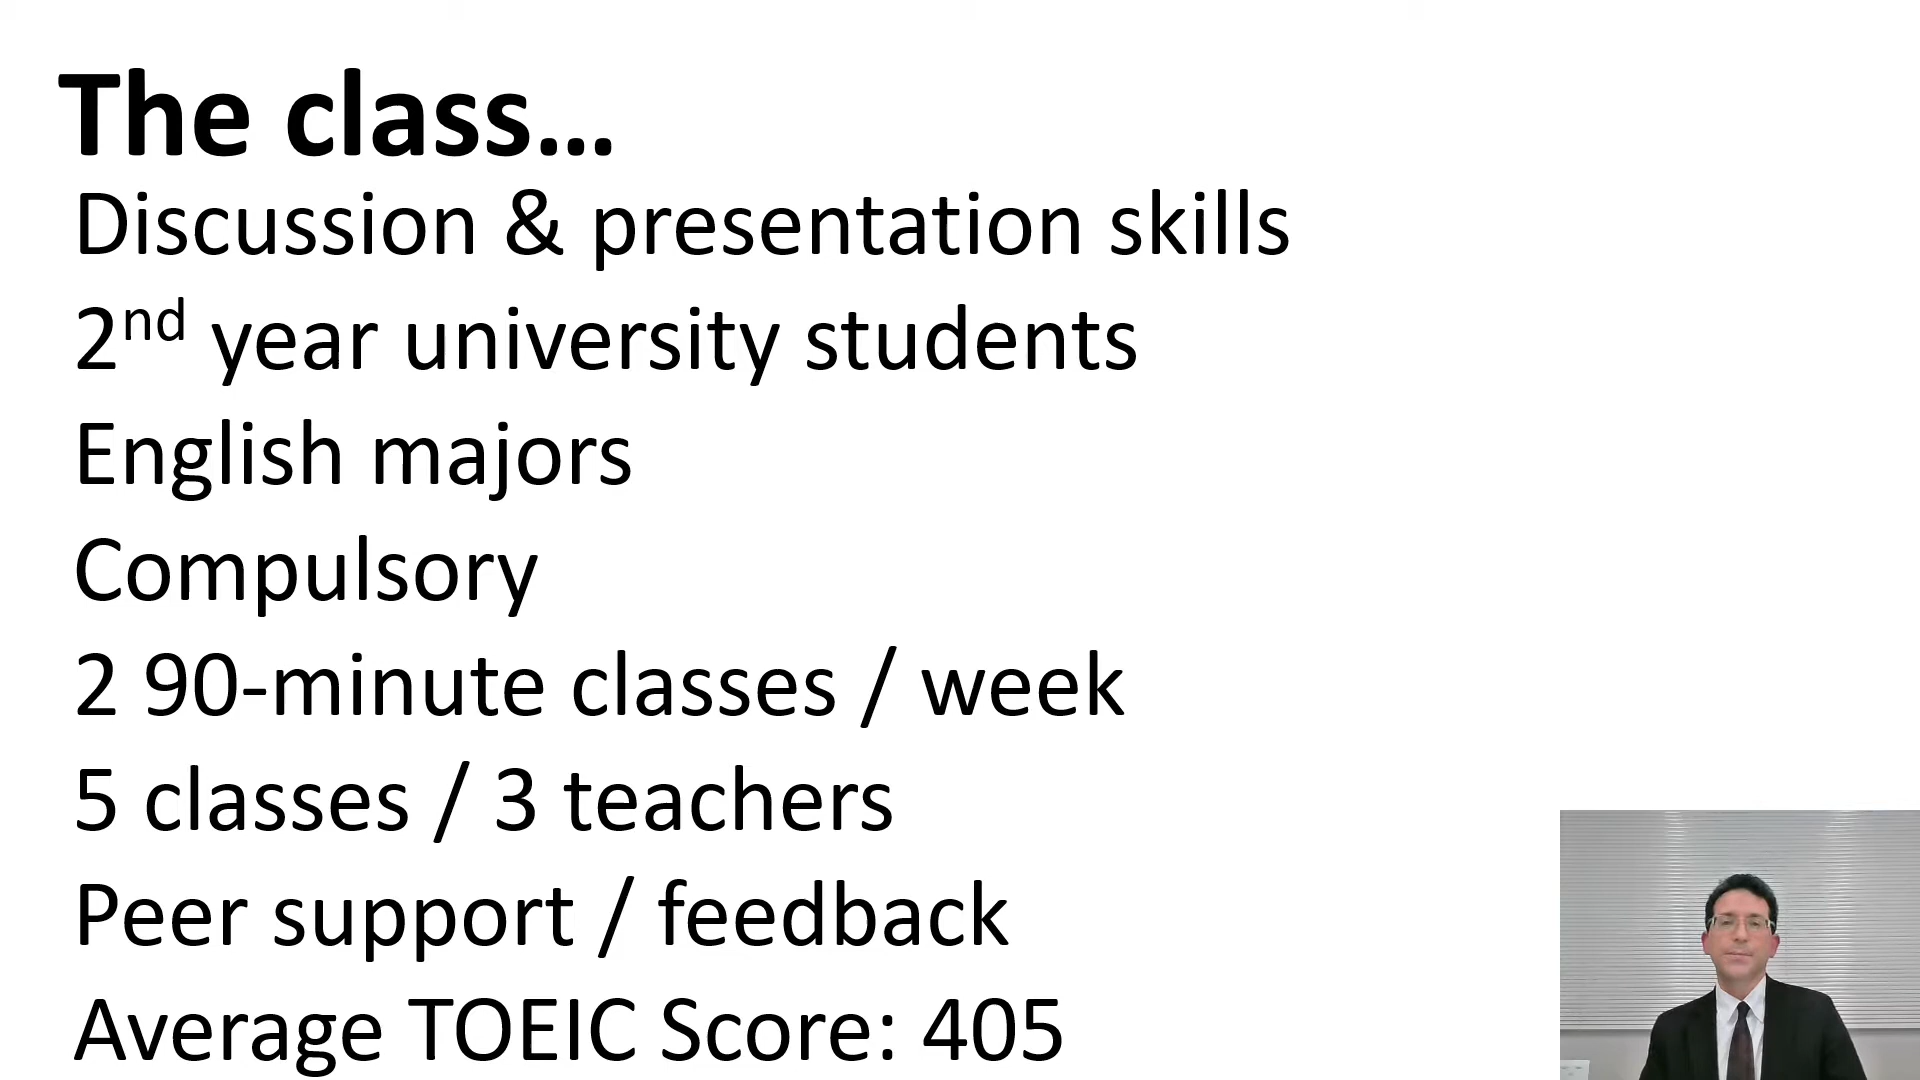 The class…
Discussion & presentation skills
2nd year university students
English majors
Compulsory
2 90-minute classes / week
5 classes / 3 teachers
Peer support / feedback
Average TOEIC Score: 405